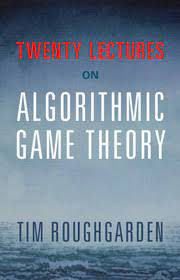 TWENTY LECTURES
ON
ALGORITHMIC
GAME THEORY
TIM ROUGHGARDEN